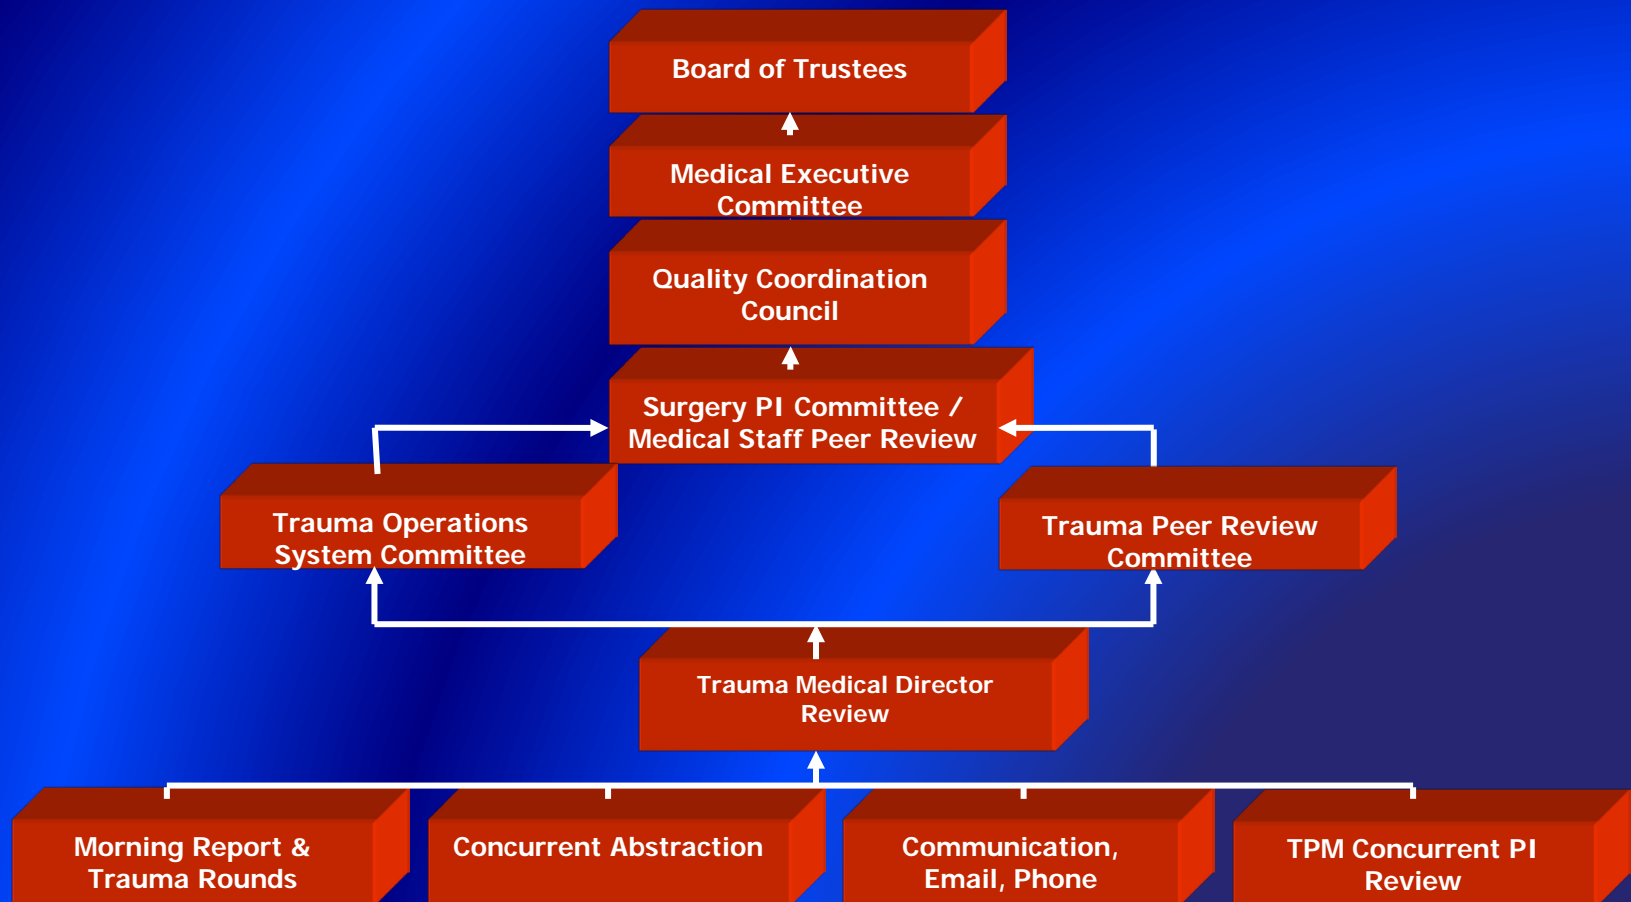 Board of Trustees
Medical Executive
Committee
Quality Coordination
Council
Surgery PI Committee /
Medical Staff Peer Review
Trauma Operations
System Committee
Trauma Peer Review
Committee
Trauma Medical Director
Review
Morning Report &
Trauma Rounds
Concurrent Abstraction
Communication,
Email, Phone
TPM Concurrent PI
Review